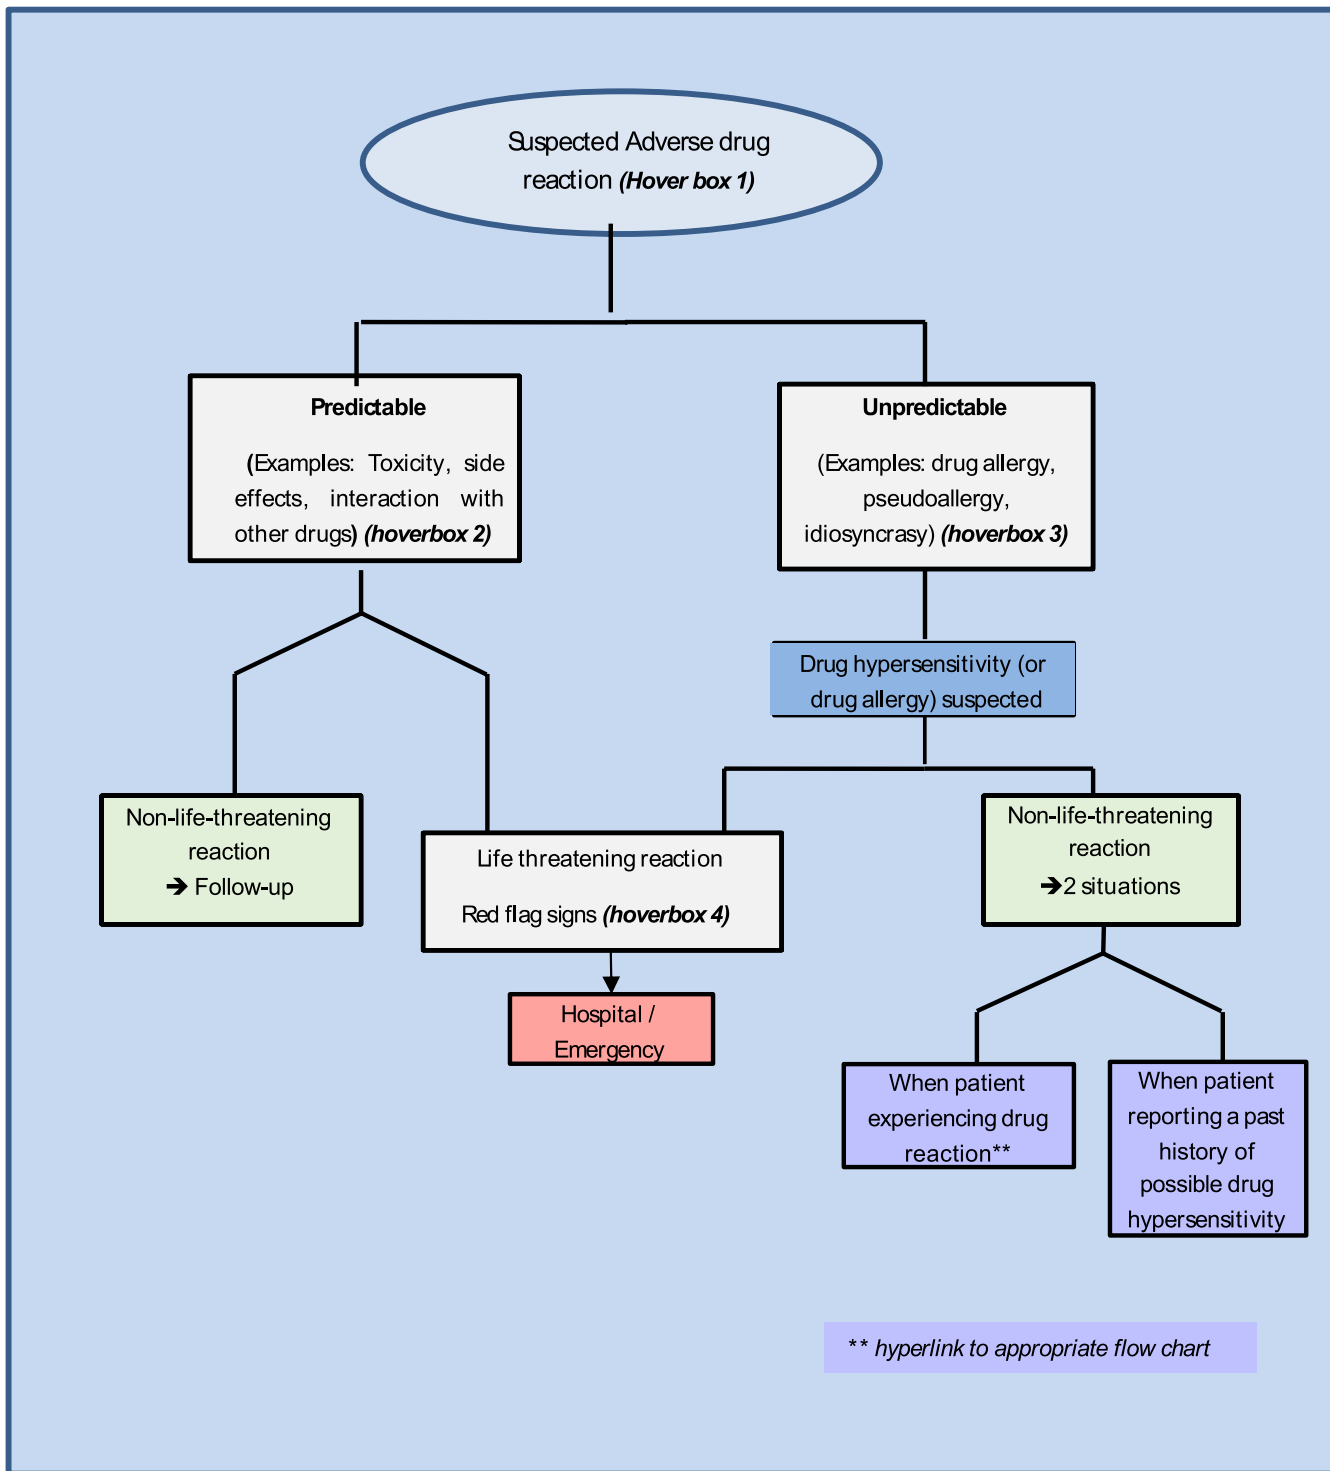 Suspected Adverse drug
reaction (Hover box 1)
Predictable
(Examples: Toxicity, side
effects, interaction with
other drugs) (hoverbox 2)
Unpredictable
(Examples: drug allergy,
pseudoallergy,
idiosyncrasy) (hoverbox 3)
Drug hypersensitivity (or
drug allergy) suspected
Non-life-threatening
reaction
➔ Follow-up
Life threatening reaction
Red flag signs (hoverbox 4)
Non-life-threatening
reaction
➔2 situations
Hospital /
Emergency
When patient
experiencing drug
reaction**
When patient
reporting a past
history of
possible drug
hypersensitivity
** hyperlink to appropriate flow chart